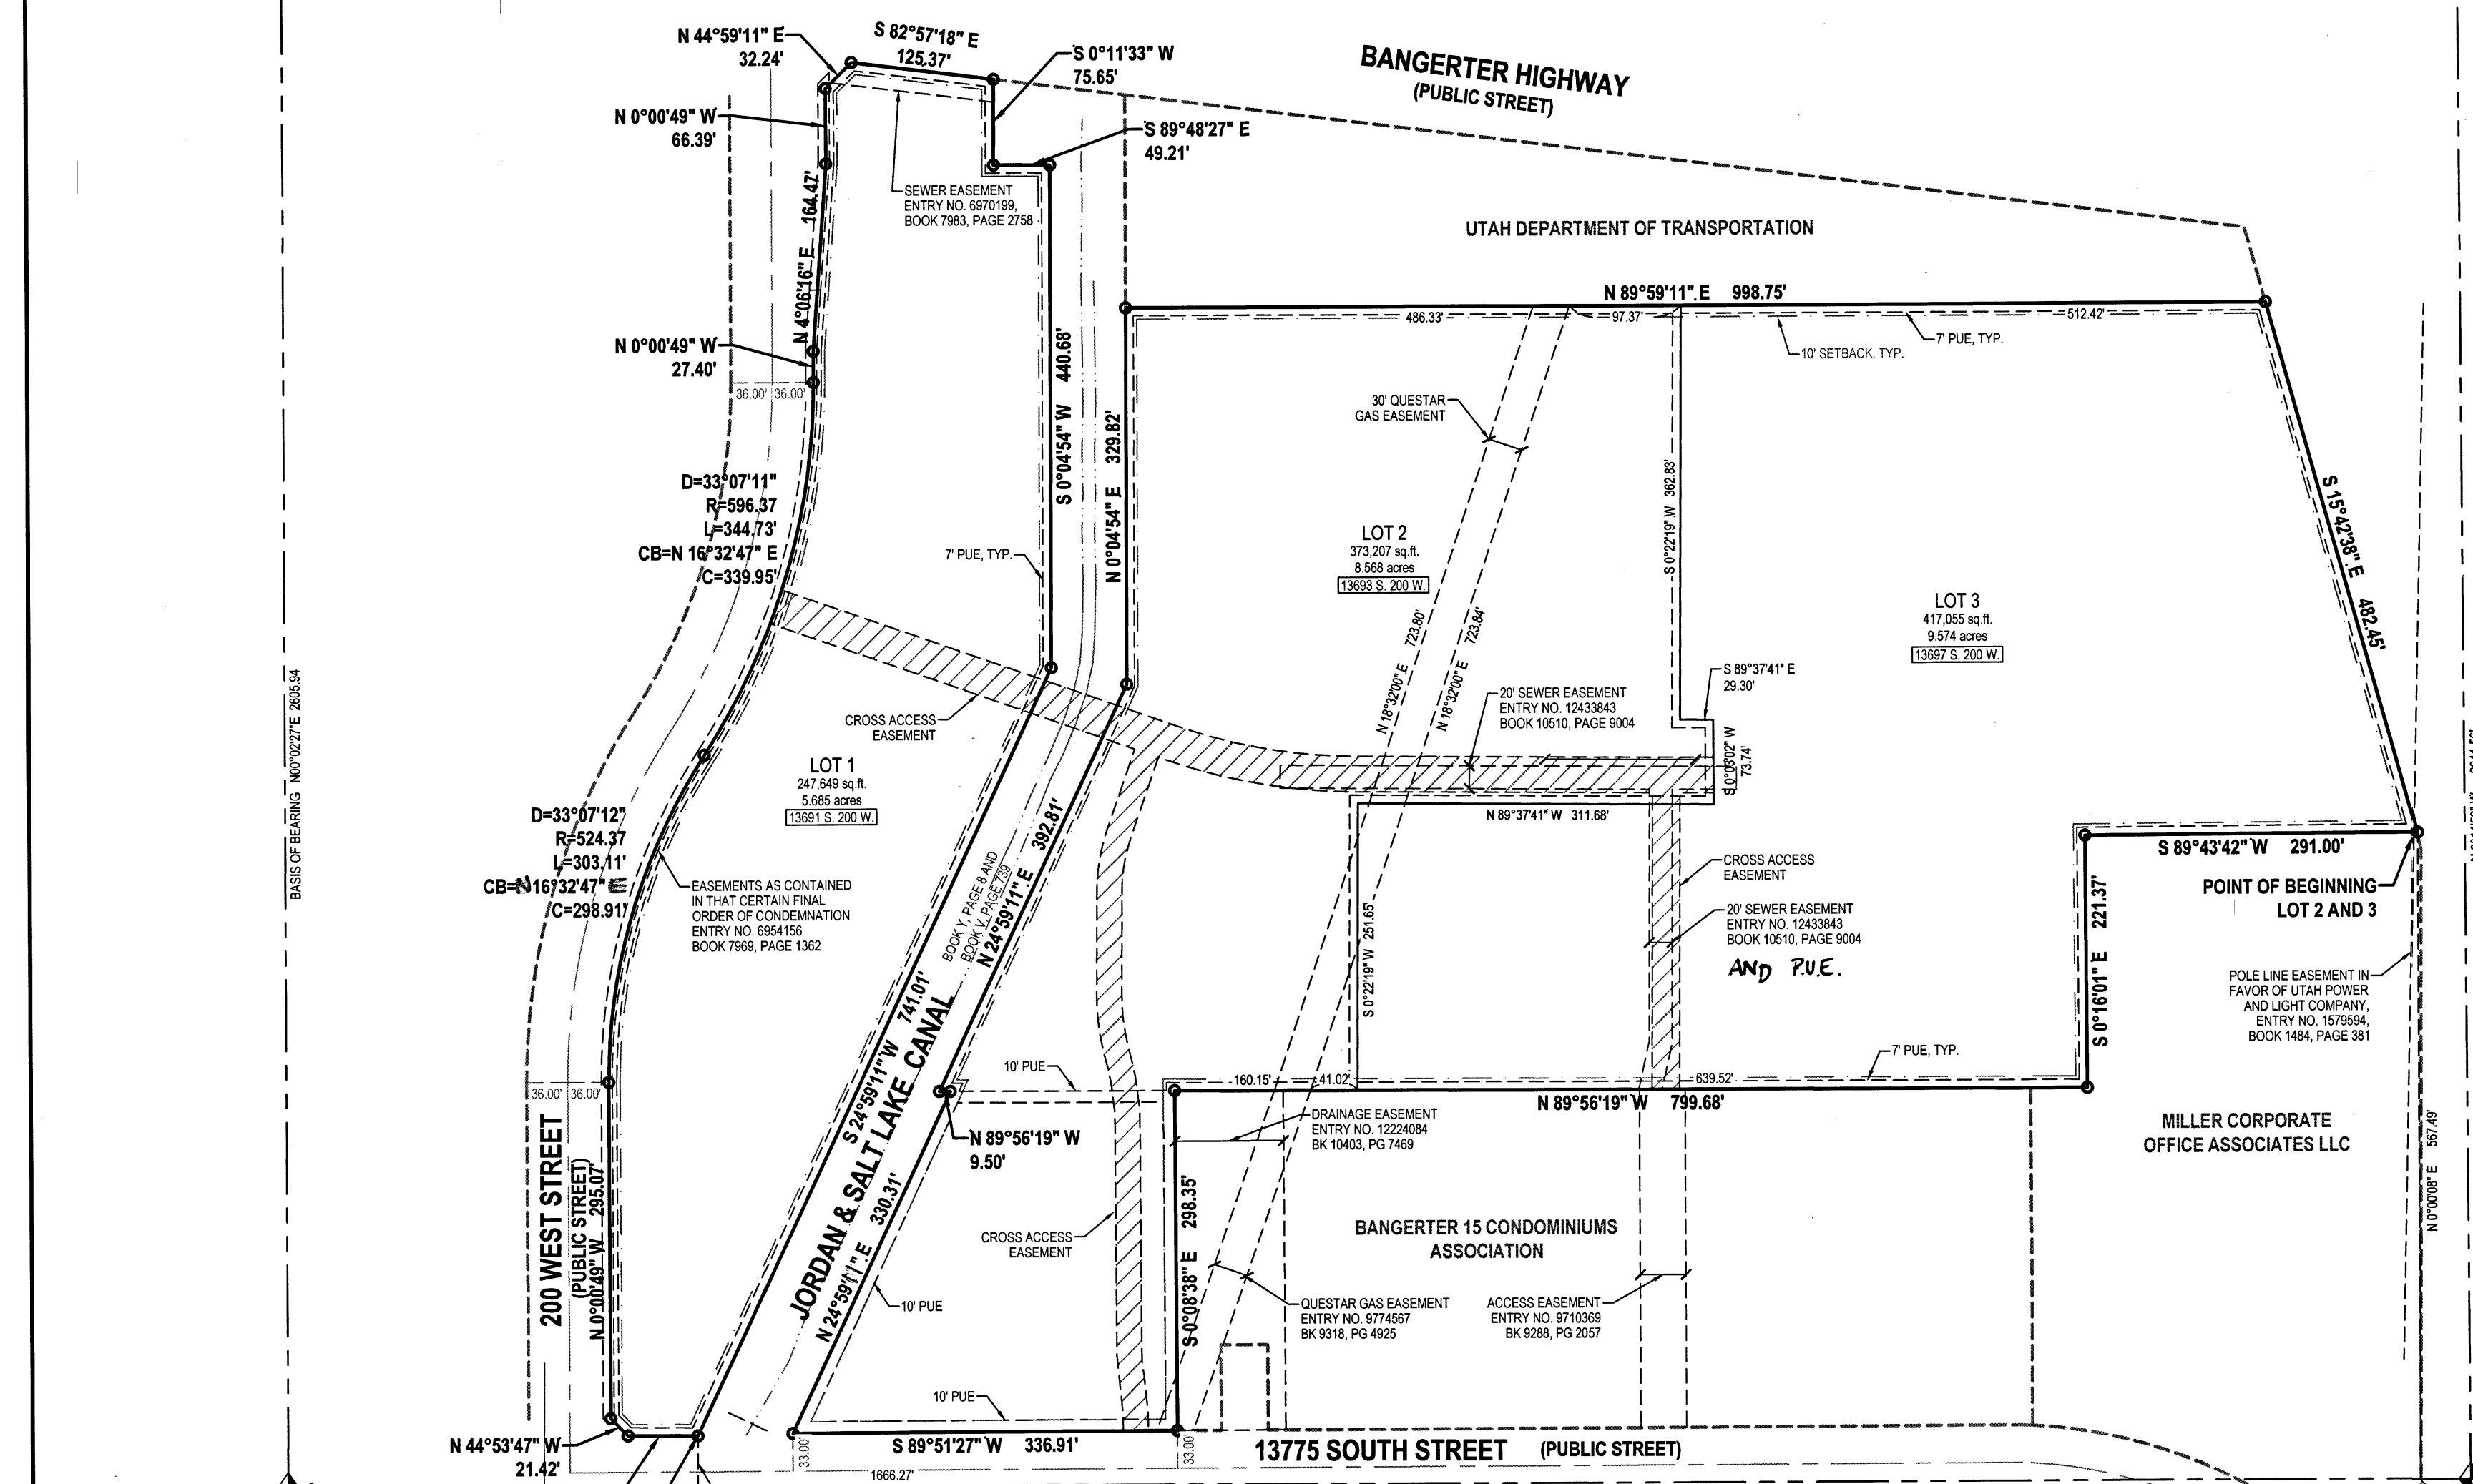 N 44°59'11" E
32.24'
S 82°57'18" E
125.37'
S 0°11'33" W
75.65'
BANGERTER HIGHWAY
(PUBLIC STREET)
N 0°00'49" W
66.39'
S 89°48'27" E
49.21'
SEWER EASEMENT
ENTRY NO. 6970199,
BOOK 7983, PAGE 2758
N 4°06'16" E 164.47'
UTAH DEPARTMENT OF TRANSPORTATION
N 89°59'11" E 998.75'
486.33'
97.37'
512.42'
7' PUE, TYP.
10' SETBACK, TYP.
N 0°00'49" W
27.40'
36.00' 36.00'
S 0°04'54" W 440.68'
N 0°04'54" E 329.82'
30' QUESTAR
GAS EASEMENT
S 0°22'19" W 362.83'
S 15°42'38" E 482.45'
D=33°07'11"
R=596.37
L=344.73'
CB=N 16°32'47" E
C=339.95'
7' PUE, TYP.
LOT 2
373,207 sq.ft.
8.568 acres
13693 S. 200 W.
LOT 3
417,055 sq.ft.
9.574 acres
13697 S. 200 W.
N 18°32'00" E 723.80'
N 18°32'00" E 723.84'
S 89°37'41" E
29.30'
20' SEWER EASEMENT
ENTRY NO. 12433843
BOOK 10510, PAGE 9004
S 0°03'02" W
73.74'
BASIS OF BEARING N00°02'27"E 2605.94
CROSS ACCESS
EASEMENT
LOT 1
247,649 sq.ft.
5.685 acres
13691 S. 200 W.
N 89°37'41" W 311.68'
D=33°07'12"
R=524.37
L=303.11'
CB=N 16°32'47" E
C=298.91'
EASEMENTS AS CONTAINED
IN THAT CERTAIN FINAL
ORDER OF CONDEMNATION
ENTRY NO. 6954156
BOOK 7969, PAGE 1362
BOOK Y, PAGE 8 AND
BOOK V, PAGE 739
N 24°59'11" E 392.81'
S 24°59'11" W 741.01'
JORDAN & SALT LAKE CANAL
S 0°22'19" W 251.65'
CROSS ACCESS
EASEMENT
20' SEWER EASEMENT
ENTRY NO. 12433843
BOOK 10510, PAGE 9004
AND P.U.E.
S 89°43'42" W 291.00'
POINT OF BEGINNING
LOT 2 AND 3
S 0°16'01" E 221.37'
POLE LINE EASEMENT IN
FAVOR OF UTAH POWER
AND LIGHT COMPANY,
ENTRY NO. 1579594,
BOOK 1484, PAGE 381
7' PUE, TYP.
10' PUE
160.15'
41.02'
639.52'
N 89°56'19" W 799.68'
36.00' 36.00'
N 89°56'19" W
9.50'
DRAINAGE EASEMENT
ENTRY NO. 12224084
BK 10403, PG 7469
MILLER CORPORATE
OFFICE ASSOCIATES LLC
N 0°00'08" E 567.49'
200 WEST STREET
(PUBLIC STREET)
N 0°00'49" W 295.07'
N 24°59'11" E 330.31'
CROSS ACCESS
EASEMENT
S 0°08'38" E 298.35'
BANGERTER 15 CONDOMINIUMS
ASSOCIATION
10' PUE
QUESTAR GAS EASEMENT
ENTRY NO. 9774567
BK 9318, PG 4925
ACCESS EASEMENT
ENTRY NO. 9710369
BK 9288, PG 2057
10' PUE
N 44°53'47" W
21.42'
33.00'
S 89°51'27" W 336.91'
33.00'
13775 SOUTH STREET (PUBLIC STREET)
1666.27'